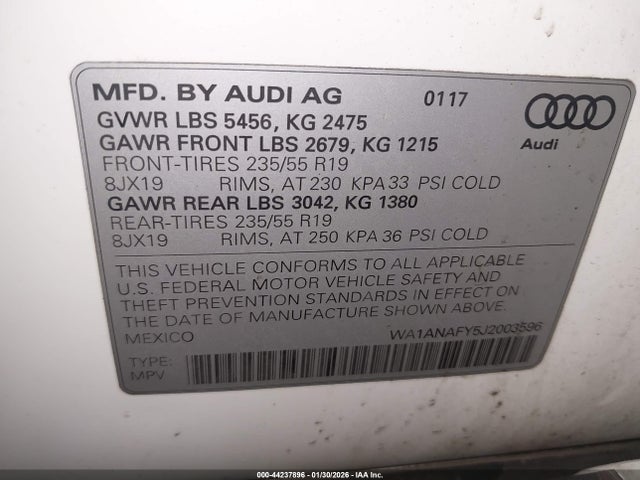 MFD. BY AUDI AG 0117
GVWR LBS 5456, KG 2475
GAWR FRONT LBS 2679, KG 1215
Audi
FRONT-TIRES 235/55 R19
8JX19 RIMS, AT 230 KPA 33 PSI COLD
GAWR REAR LBS 3042, KG 1380
REAR-TIRES 235/55 R19
8JX19 RIMS, AT 250 KPA 36 PSI COLD
THIS VEHICLE CONFORMS TO ALL APPLICABLE
U.S. FEDERAL MOTOR VEHICLE SAFETY AND
THEFT PREVENTION STANDARDS IN EFFECT ON
THE DATE OF MANUFACTURE SHOWN ABOVE.
MEXICO WA1ANAFY5J2003596
TYPE:
MPV
000-44237896 - 01/30/2026 - IAA Inc.